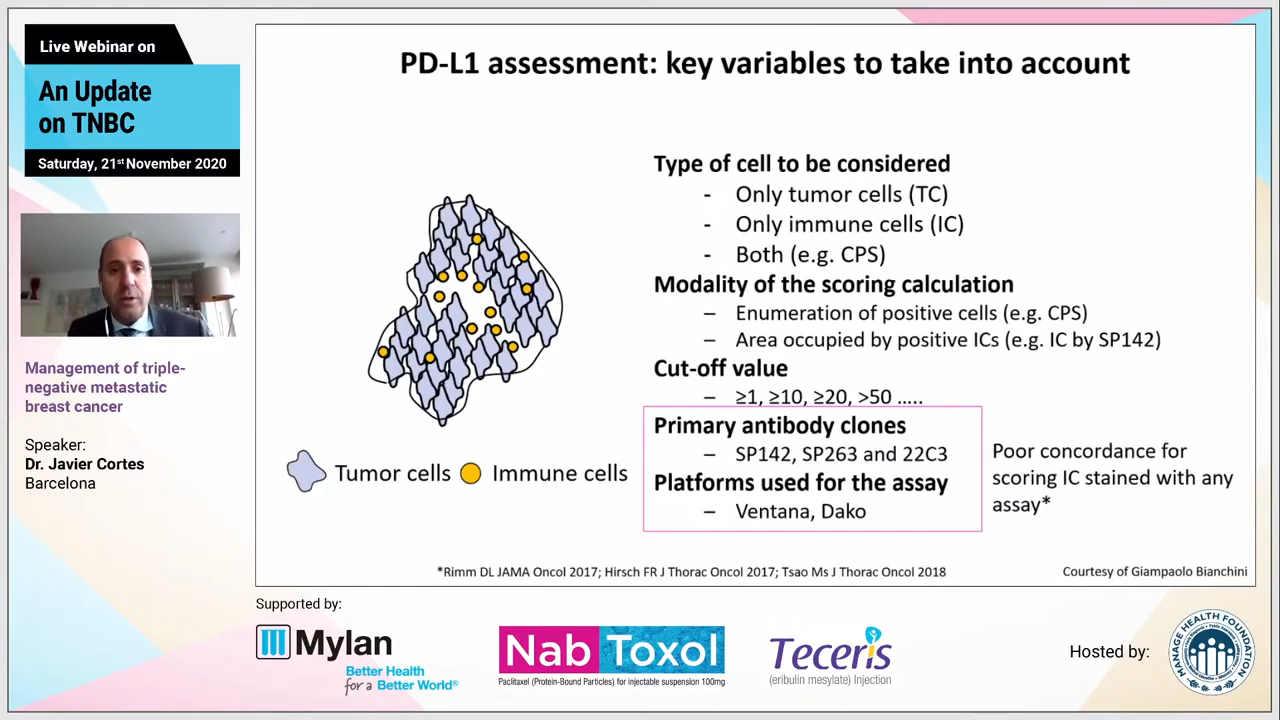 Live Webinar on
An Update
on TNBC
Saturday, 21st November 2020
Management of triple-
negative metastatic
breast cancer
Speaker:
Dr. Javier Cortes
Barcelona
PD-L1 assessment: key variables to take into account
Type of cell to be considered
- Only tumor cells (TC)
- Only immune cells (IC)
- Both (e.g. CPS)
Modality of the scoring calculation
– Enumeration of positive cells (e.g. CPS)
– Area occupied by positive ICs (e.g. IC by SP142)
Cut-off value
– ≥1, ≥10, ≥20, >50 .....
Primary antibody clones
– SP142, SP263 and 22C3
Platforms used for the assay
– Ventana, Dako
Poor concordance for
scoring IC stained with any
assay*
Tumor cells
Immune cells
*Rimm DL JAMA Oncol 2017; Hirsch FR J Thorac Oncol 2017; Tsao Ms J Thorac Oncol 2018
Courtesy of Giampaolo Bianchini
Supported by:
Mylan
Better Health
for a Better World®
Nab Toxol
Paclitaxel (Protein-Bound Particles) for injectable suspension 100mg
Teceris
(eribulin mesylate) Injection
Hosted by:
MANAGE HEALTH FOUNDATION